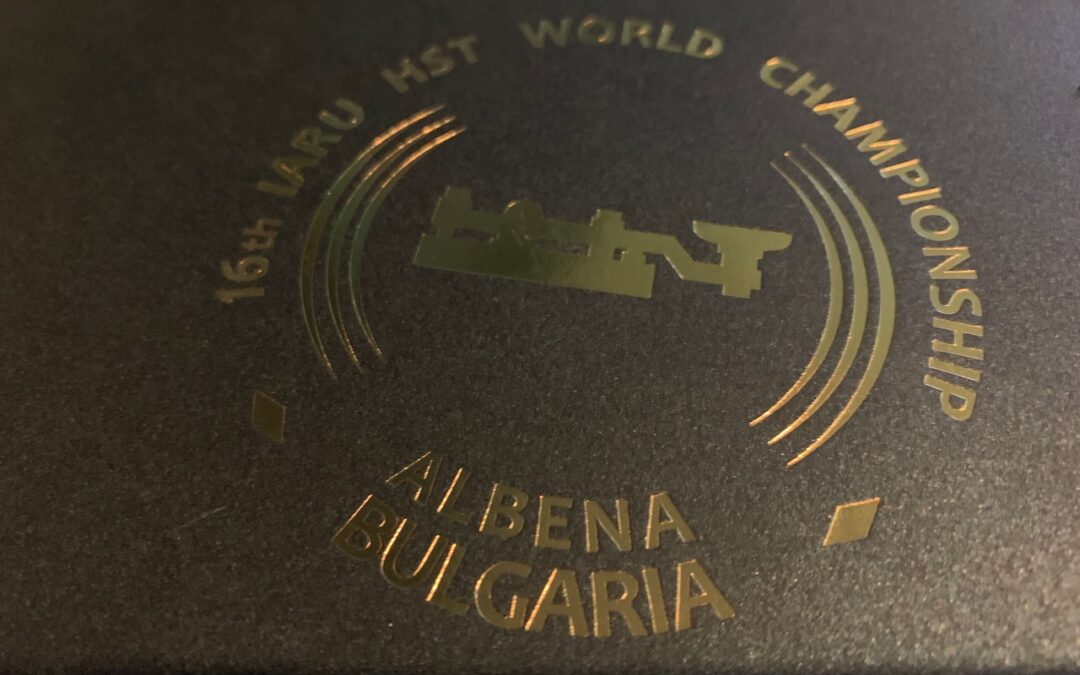 16th IARU HST WORLD CHAMPIONSHIP
ALBENA
BULGARIA